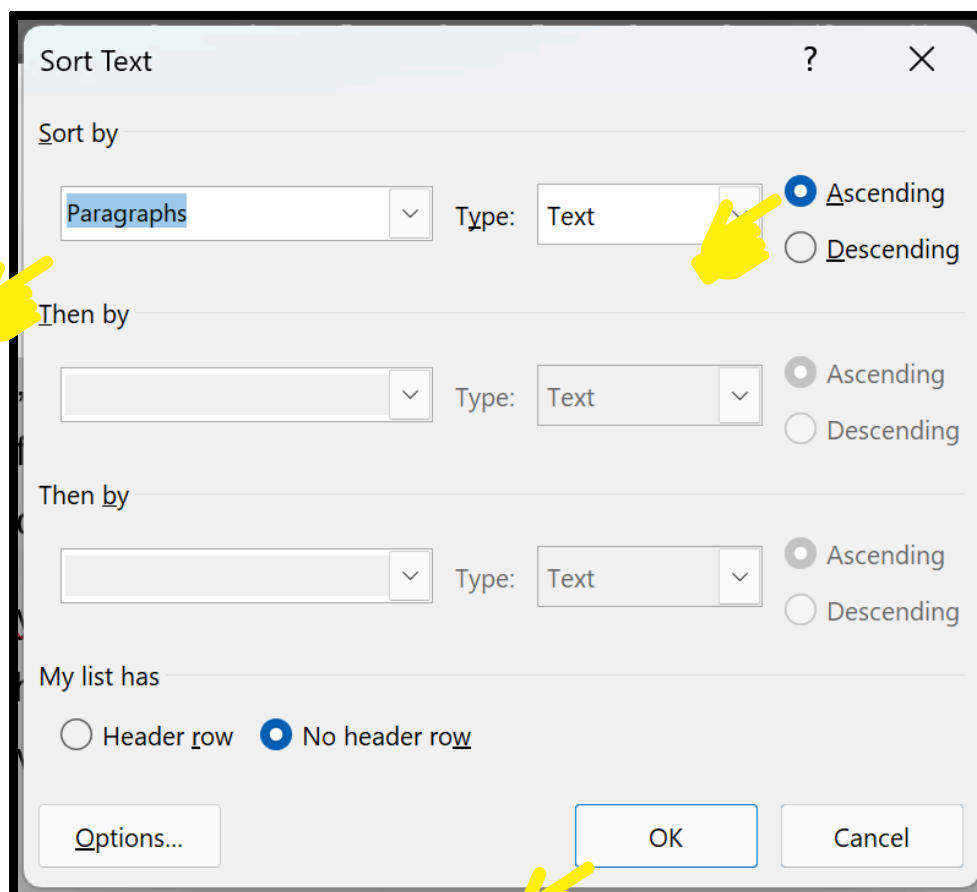 Sort Text ?
Sort by
Paragraphs Type: Text Ascending
Descending
Then by
Type: Text Ascending
Descending
Then by
Type: Text Ascending
Descending
My list has
Header row No header row
Options... OK Cancel